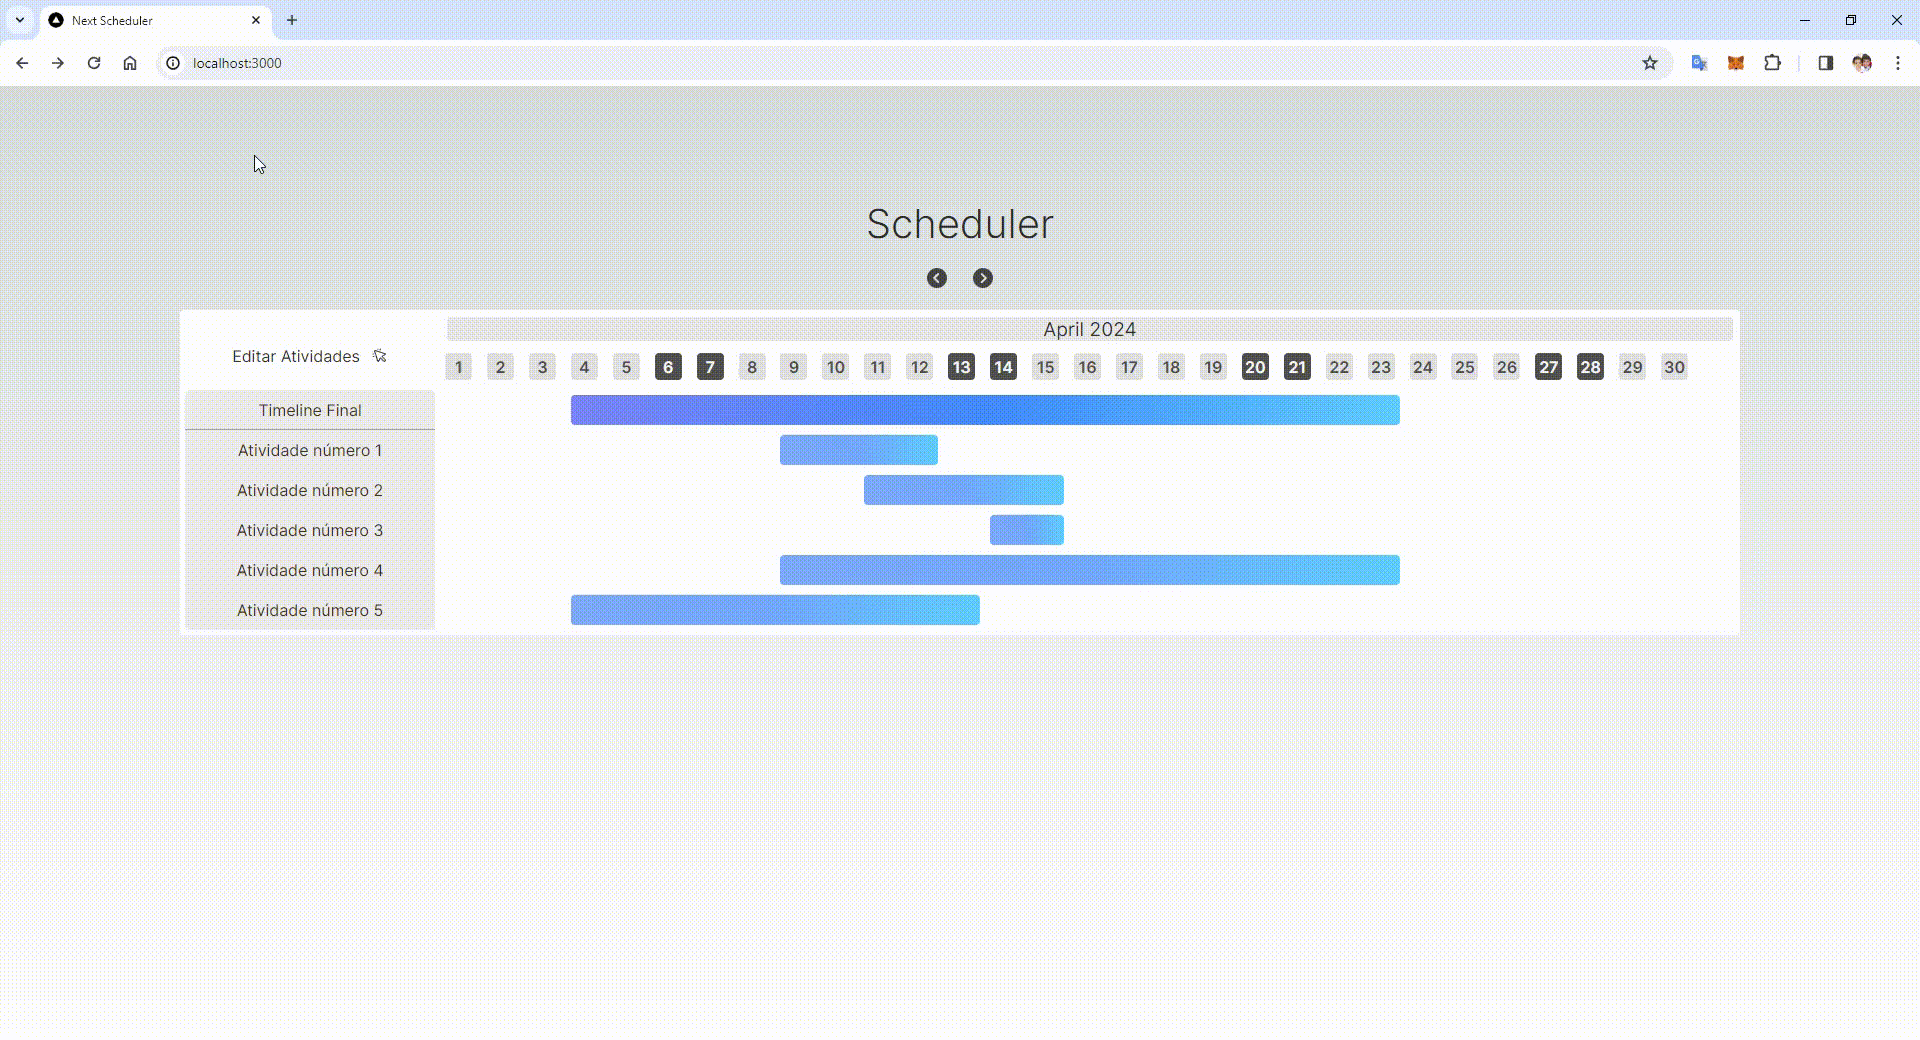 Next Scheduler
localhost:3000
Scheduler
April 2024
Editar Atividades
1 2 3 4 5 6 7 8 9 10 11 12 13 14 15 16 17 18 19 20 21 22 23 24 25 26 27 28 29 30
Timeline Final
Atividade número 1
Atividade número 2
Atividade número 3
Atividade número 4
Atividade número 5